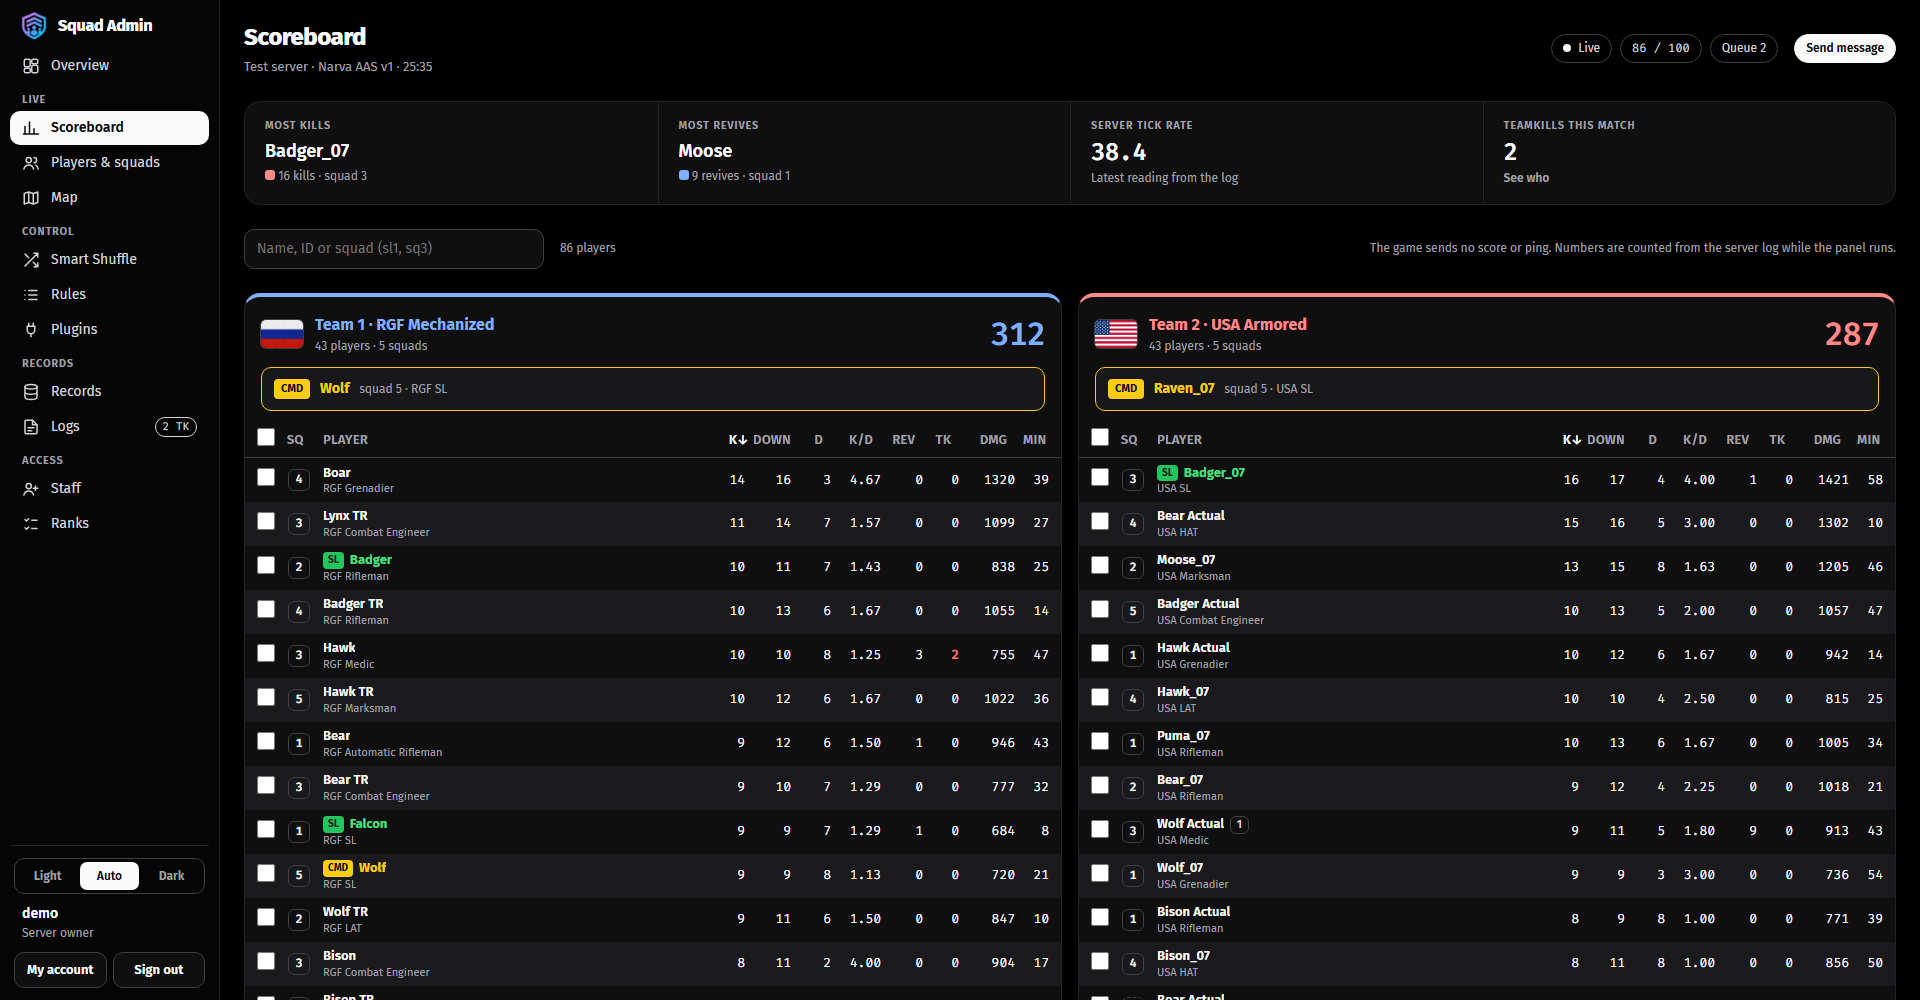 Squad Admin
Overview
LIVE
Scoreboard
Players & squads
Map
CONTROL
Smart Shuffle
Rules
Plugins
RECORDS
Records
Logs 2 TK
ACCESS
Staff
Ranks
Light Auto Dark
demo
Server owner
My account Sign out
Scoreboard
Test server · Narva AAS v1 · 25:35
Live 86 / 100 Queue 2 Send message
MOST KILLS
Badger_07
16 kills · squad 3
MOST REVIVES
Moose
9 revives · squad 1
SERVER TICK RATE
38.4
Latest reading from the log
TEAMKILLS THIS MATCH
2
See who
Name, ID or squad (sl1, sq3) 86 players
The game sends no score or ping. Numbers are counted from the server log while the panel runs.
Team 1 · RGF Mechanized
43 players · 5 squads
312
CMD Wolf squad 5 · RGF SL
SQ PLAYER K↓ DOWN D K/D REV TK DMG MIN
4 Boar 14 16 3 4.67 0 0 1320 39
RGF Grenadier
3 Lynx TR 11 14 7 1.57 0 0 1099 27
RGF Combat Engineer
2 SL Badger 10 11 7 1.43 0 0 838 25
RGF Rifleman
4 Badger TR 10 13 6 1.67 0 0 1055 14
RGF Rifleman
3 Hawk 10 10 8 1.25 3 2 755 47
RGF Medic
5 Hawk TR 10 12 6 1.67 0 0 1022 36
RGF Marksman
1 Bear 9 12 6 1.50 1 0 946 43
RGF Automatic Rifleman
3 Bear TR 9 10 7 1.29 0 0 777 32
RGF Combat Engineer
1 SL Falcon 9 9 7 1.29 1 0 684 8
RGF SL
5 CMD Wolf 9 9 8 1.13 0 0 720 21
RGF SL
2 Wolf TR 9 11 6 1.50 0 0 847 10
RGF LAT
3 Bison 8 11 2 4.00 0 0 904 17
RGF Combat Engineer
Bison TR
Team 2 · USA Armored
43 players · 5 squads
287
CMD Raven_07 squad 5 · USA SL
SQ PLAYER K↓ DOWN D K/D REV TK DMG MIN
3 SL Badger_07 16 17 4 4.00 1 0 1421 58
USA SL
4 Bear Actual 15 16 5 3.00 0 0 1302 10
USA HAT
2 Moose_07 13 15 8 1.63 0 0 1205 46
USA Marksman
5 Badger Actual 10 13 5 2.00 0 0 1057 47
USA Combat Engineer
1 Hawk Actual 10 12 6 1.67 0 0 942 14
USA Grenadier
4 Hawk_07 10 10 4 2.50 0 0 815 25
USA LAT
1 Puma_07 10 13 6 1.67 0 0 1005 34
USA Rifleman
2 Bear_07 9 12 4 2.25 0 0 1018 21
USA Rifleman
3 Wolf Actual 1 9 11 5 1.80 9 0 913 43
USA Medic
1 Wolf_07 9 9 3 3.00 0 0 736 54
USA Grenadier
1 Bison Actual 8 9 8 1.00 0 0 771 39
USA Rifleman
4 Bison_07 8 11 8 1.00 0 0 856 50
USA HAT
Boar Actual